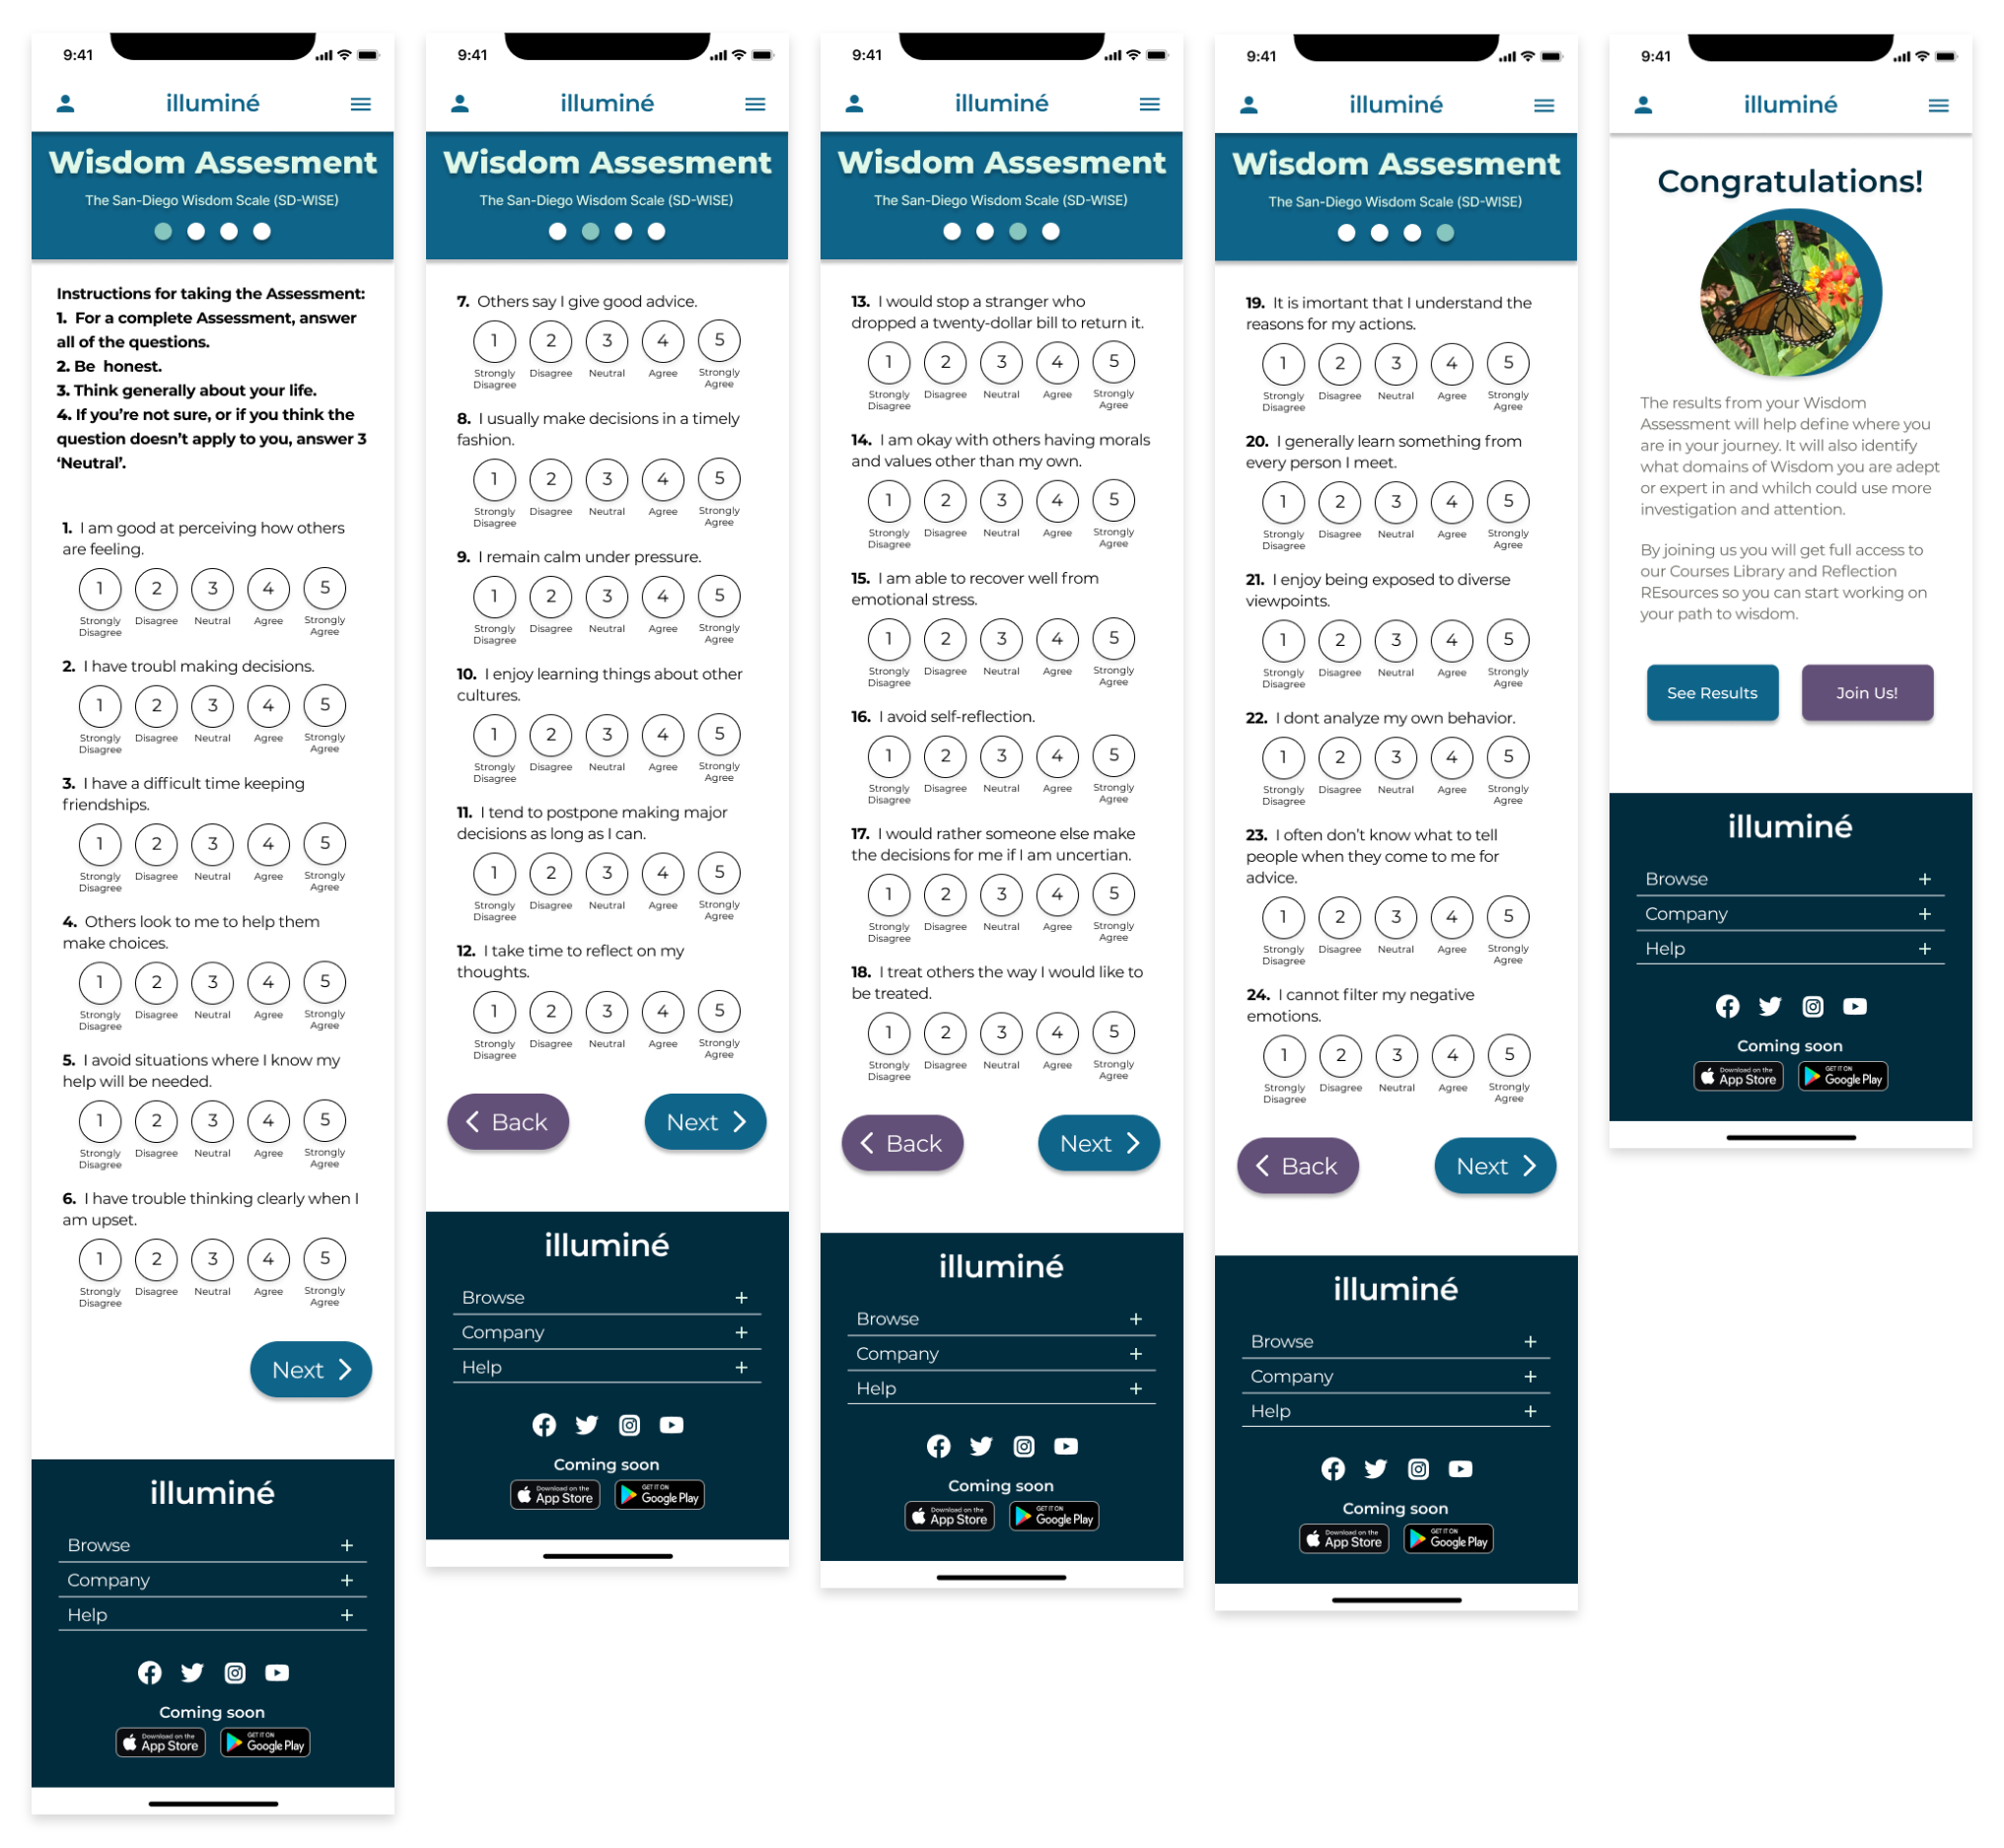 9:41
illuminé
Wisdom Assesment
The San-Diego Wisdom Scale (SD-WISE)
Instructions for taking the Assessment:
1. For a complete Assessment, answer
all of the questions.
2. Be honest.
3. Think generally about your life.
4. If you're not sure, or if you think the
question doesn't apply to you, answer 3
'Neutral'.
1. I am good at perceiving how others
are feeling.
1 2 3 4 5
Strongly Disagree Disagree Neutral Agree Strongly Agree
2. I have troubl making decisions.
1 2 3 4 5
Strongly Disagree Disagree Neutral Agree Strongly Agree
3. I have a difficult time keeping
friendships.
1 2 3 4 5
Strongly Disagree Disagree Neutral Agree Strongly Agree
4. Others look to me to help them
make choices.
1 2 3 4 5
Strongly Disagree Disagree Neutral Agree Strongly Agree
5. I avoid situations where I know my
help will be needed.
1 2 3 4 5
Strongly Disagree Disagree Neutral Agree Strongly Agree
6. I have trouble thinking clearly when I
am upset.
1 2 3 4 5
Strongly Disagree Disagree Neutral Agree Strongly Agree
Next
illuminé
Browse
Company
Help
Coming soon
Download on the App Store
GET IT ON Google Play
9:41
illuminé
Wisdom Assesment
The San-Diego Wisdom Scale (SD-WISE)
7. Others say I give good advice.
1 2 3 4 5
Strongly Disagree Disagree Neutral Agree Strongly Agree
8. I usually make decisions in a timely
fashion.
1 2 3 4 5
Strongly Disagree Disagree Neutral Agree Strongly Agree
9. I remain calm under pressure.
1 2 3 4 5
Strongly Disagree Disagree Neutral Agree Strongly Agree
10. I enjoy learning things about other
cultures.
1 2 3 4 5
Strongly Disagree Disagree Neutral Agree Strongly Agree
11. I tend to postpone making major
decisions as long as I can.
1 2 3 4 5
Strongly Disagree Disagree Neutral Agree Strongly Agree
12. I take time to reflect on my
thoughts.
1 2 3 4 5
Strongly Disagree Disagree Neutral Agree Strongly Agree
Back Next
illuminé
Browse
Company
Help
Coming soon
Download on the App Store
GET IT ON Google Play
9:41
illuminé
Wisdom Assesment
The San-Diego Wisdom Scale (SD-WISE)
13. I would stop a stranger who
dropped a twenty-dollar bill to return it.
1 2 3 4 5
Strongly Disagree Disagree Neutral Agree Strongly Agree
14. I am okay with others having morals
and values other than my own.
1 2 3 4 5
Strongly Disagree Disagree Neutral Agree Strongly Agree
15. I am able to recover well from
emotional stress.
1 2 3 4 5
Strongly Disagree Disagree Neutral Agree Strongly Agree
16. I avoid self-reflection.
1 2 3 4 5
Strongly Disagree Disagree Neutral Agree Strongly Agree
17. I would rather someone else make
the decisions for me if I am uncertian.
1 2 3 4 5
Strongly Disagree Disagree Neutral Agree Strongly Agree
18. I treat others the way I would like to
be treated.
1 2 3 4 5
Strongly Disagree Disagree Neutral Agree Strongly Agree
Back Next
illuminé
Browse
Company
Help
Coming soon
Download on the App Store
GET IT ON Google Play
9:41
illuminé
Wisdom Assesment
The San-Diego Wisdom Scale (SD-WISE)
19. It is imortant that I understand the
reasons for my actions.
1 2 3 4 5
Strongly Disagree Disagree Neutral Agree Strongly Agree
20. I generally learn something from
every person I meet.
1 2 3 4 5
Strongly Disagree Disagree Neutral Agree Strongly Agree
21. I enjoy being exposed to diverse
viewpoints.
1 2 3 4 5
Strongly Disagree Disagree Neutral Agree Strongly Agree
22. I dont analyze my own behavior.
1 2 3 4 5
Strongly Disagree Disagree Neutral Agree Strongly Agree
23. I often don't know what to tell
people when they come to me for
advice.
1 2 3 4 5
Strongly Disagree Disagree Neutral Agree Strongly Agree
24. I cannot filter my negative
emotions.
1 2 3 4 5
Strongly Disagree Disagree Neutral Agree Strongly Agree
Back Next
illuminé
Browse
Company
Help
Coming soon
Download on the App Store
GET IT ON Google Play
9:41
illuminé
Congratulations!
The results from your Wisdom
Assessment will help define where you
are in your journey. It will also identify
what domains of Wisdom you are adept
or expert in and whilch could use more
investigation and attention.
By joining us you will get full access to
our Courses Library and Reflection
REsources so you can start working on
your path to wisdom.
See Results Join Us!
illuminé
Browse
Company
Help
Coming soon
Download on the App Store
GET IT ON Google Play